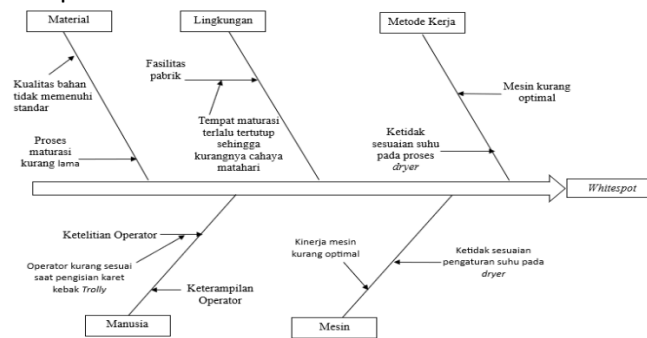 Material
Lingkungan
Metode Kerja
Kualitas bahan
tidak memenuhi
standar
Proses
maturasi
kurang lama
Fasilitas
pabrik
Tempat maturasi
terlalu tertutup
sehingga
kurangnya cahaya
matahari
Mesin kurang
optimal
Ketidak
sesuaian suhu
pada proses
dryer
Whitespot
Ketelitian Operator
Operator kurang sesuai
saat pengisian karet
kebak Trolly
Keterampilan
Operator
Kinerja mesin
kurang optimal
Ketidak sesuaian
pengaturan suhu pada
dryer
Manusia
Mesin